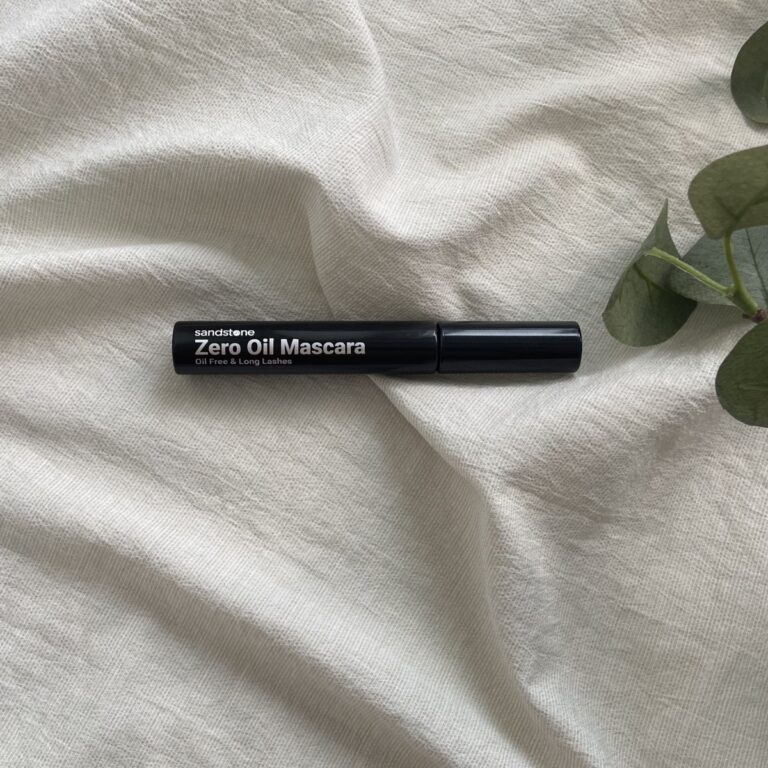 sandstone
Zero Oil Mascara
Oil Free & Long Lashes